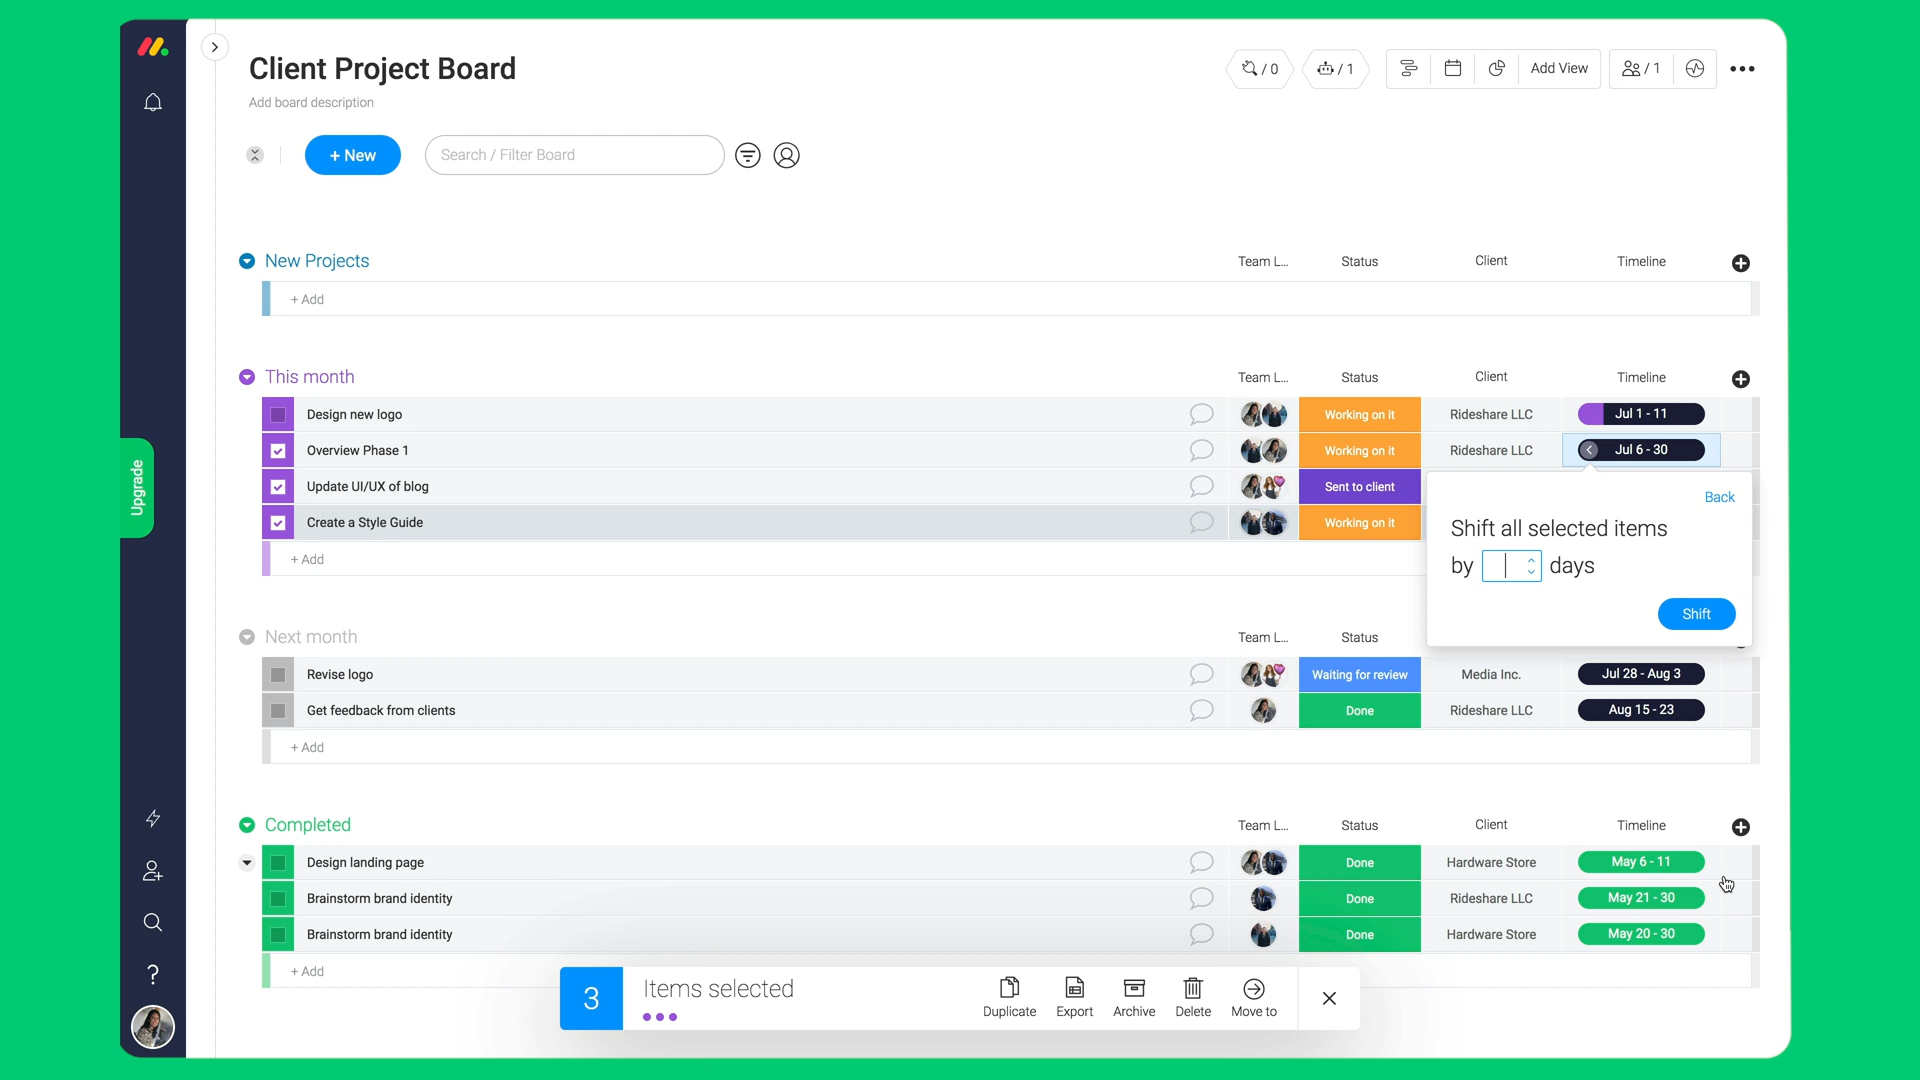 Client Project Board
Add board description
/ 0
/ 1
Add View
/ 1
+ New
Search / Filter Board
New Projects
Team L...
Status
Client
Timeline
+ Add
This month
Team L...
Status
Client
Timeline
Design new logo
Working on it
Rideshare LLC
Jul 1 - 11
Overview Phase 1
Working on it
Rideshare LLC
Jul 6 - 30
Update UI/UX of blog
Sent to client
Create a Style Guide
Working on it
+ Add
Back
Shift all selected items
by
days
Shift
Upgrade
Next month
Team L...
Status
Revise logo
Waiting for review
Media Inc.
Jul 28 - Aug 3
Get feedback from clients
Done
Rideshare LLC
Aug 15 - 23
+ Add
Completed
Team L...
Status
Client
Timeline
Design landing page
Done
Hardware Store
May 6 - 11
Brainstorm brand identity
Done
Rideshare LLC
May 21 - 30
Brainstorm brand identity
Done
Hardware Store
May 20 - 30
+ Add
3
Items selected
Duplicate
Export
Archive
Delete
Move to
?